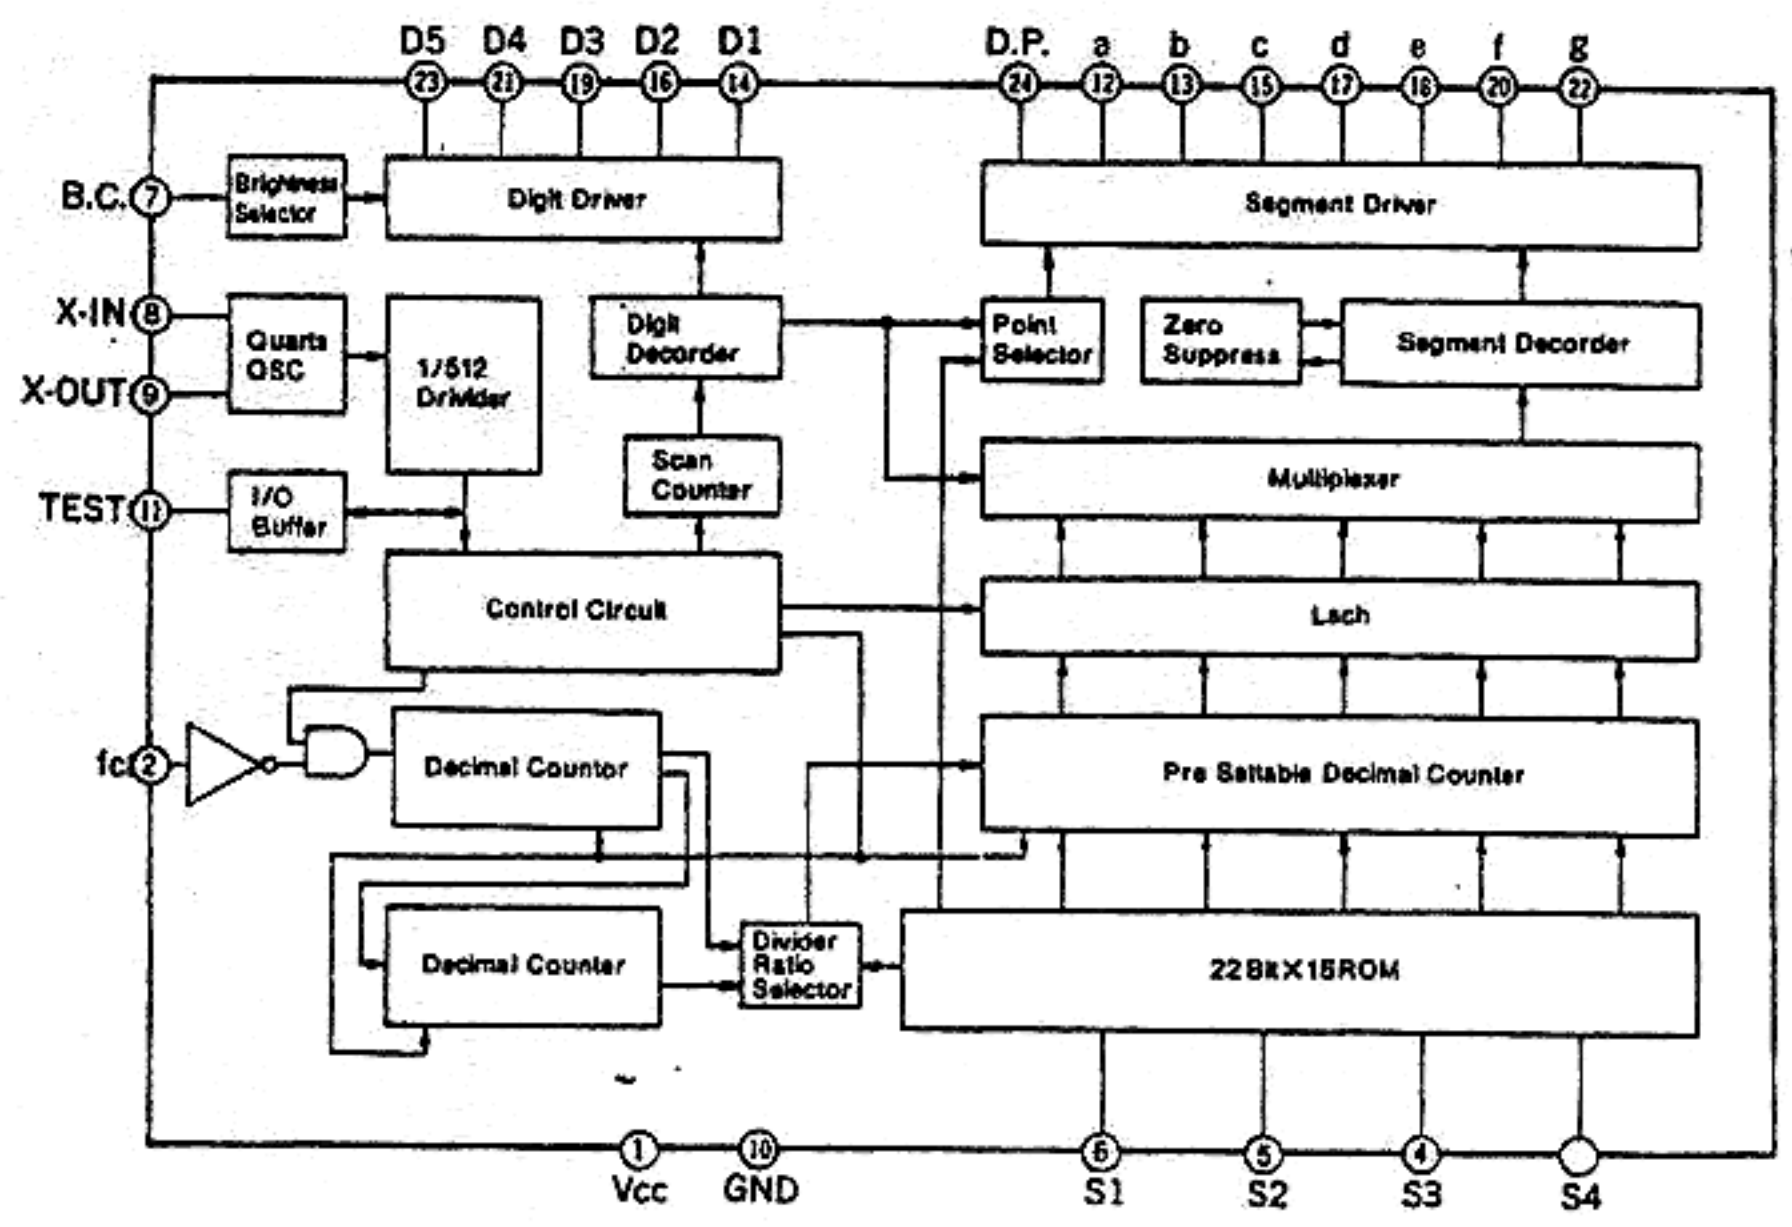 D5 D4 D3 D2 D1 D.P. a b c d e f g
23 21 19 16 14 24 12 13 15 17 18 20 22
B.C. 7
Brightness
Selector
Digit Driver
Segment Driver
X-IN 8
X-OUT 9
Quarts
OSC
1/512
Drivider
Digit
Decorder
Point
Selector
Zero
Suppress
Segment Decorder
TEST 11
I/O
Buffer
Scan
Counter
Multiplexer
Control Circuit
Lach
fc 2
Decimal Countor
Pre Settable Decimal Counter
Decimal Counter
Divider
Ratio
Selector
22Bit×15ROM
1 10 6 5 4
Vcc GND S1 S2 S3 S4